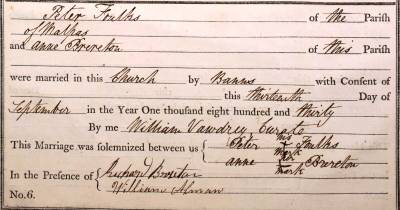 Peter Foulks of the Parish
of Malpas
and anne Brereton of this Parish
were married in this Church by Banns with Consent of
this thirteenth Day of
September in the Year One thousand eight hundred and thirty
By me William Vawdrey, Curate
This Marriage was solemnized between us { Peter his X mark Foulks
anne her X mark Brereton
In the Presence of { Richard Brereton
William Alman
No. 6.